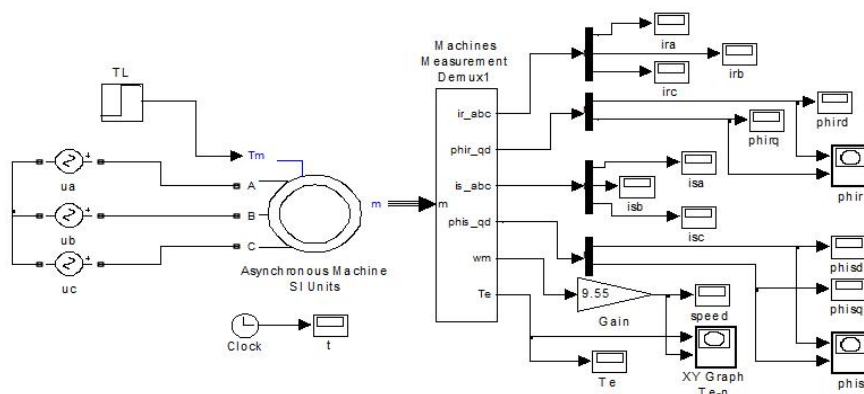 TL
ua
ub
uc
Tm
A
B
C
m
Asynchronous Machine
SI Units
Clock
t
Machines
Measurement
Demux1
m
ir_abc
phir_qd
is_abc
phis_qd
wm
Te
ira
irb
irc
phird
phirq
phir
isa
isb
isc
phisd
phisq
phis
9.55
Gain
speed
Te
XY Graph
Te-n